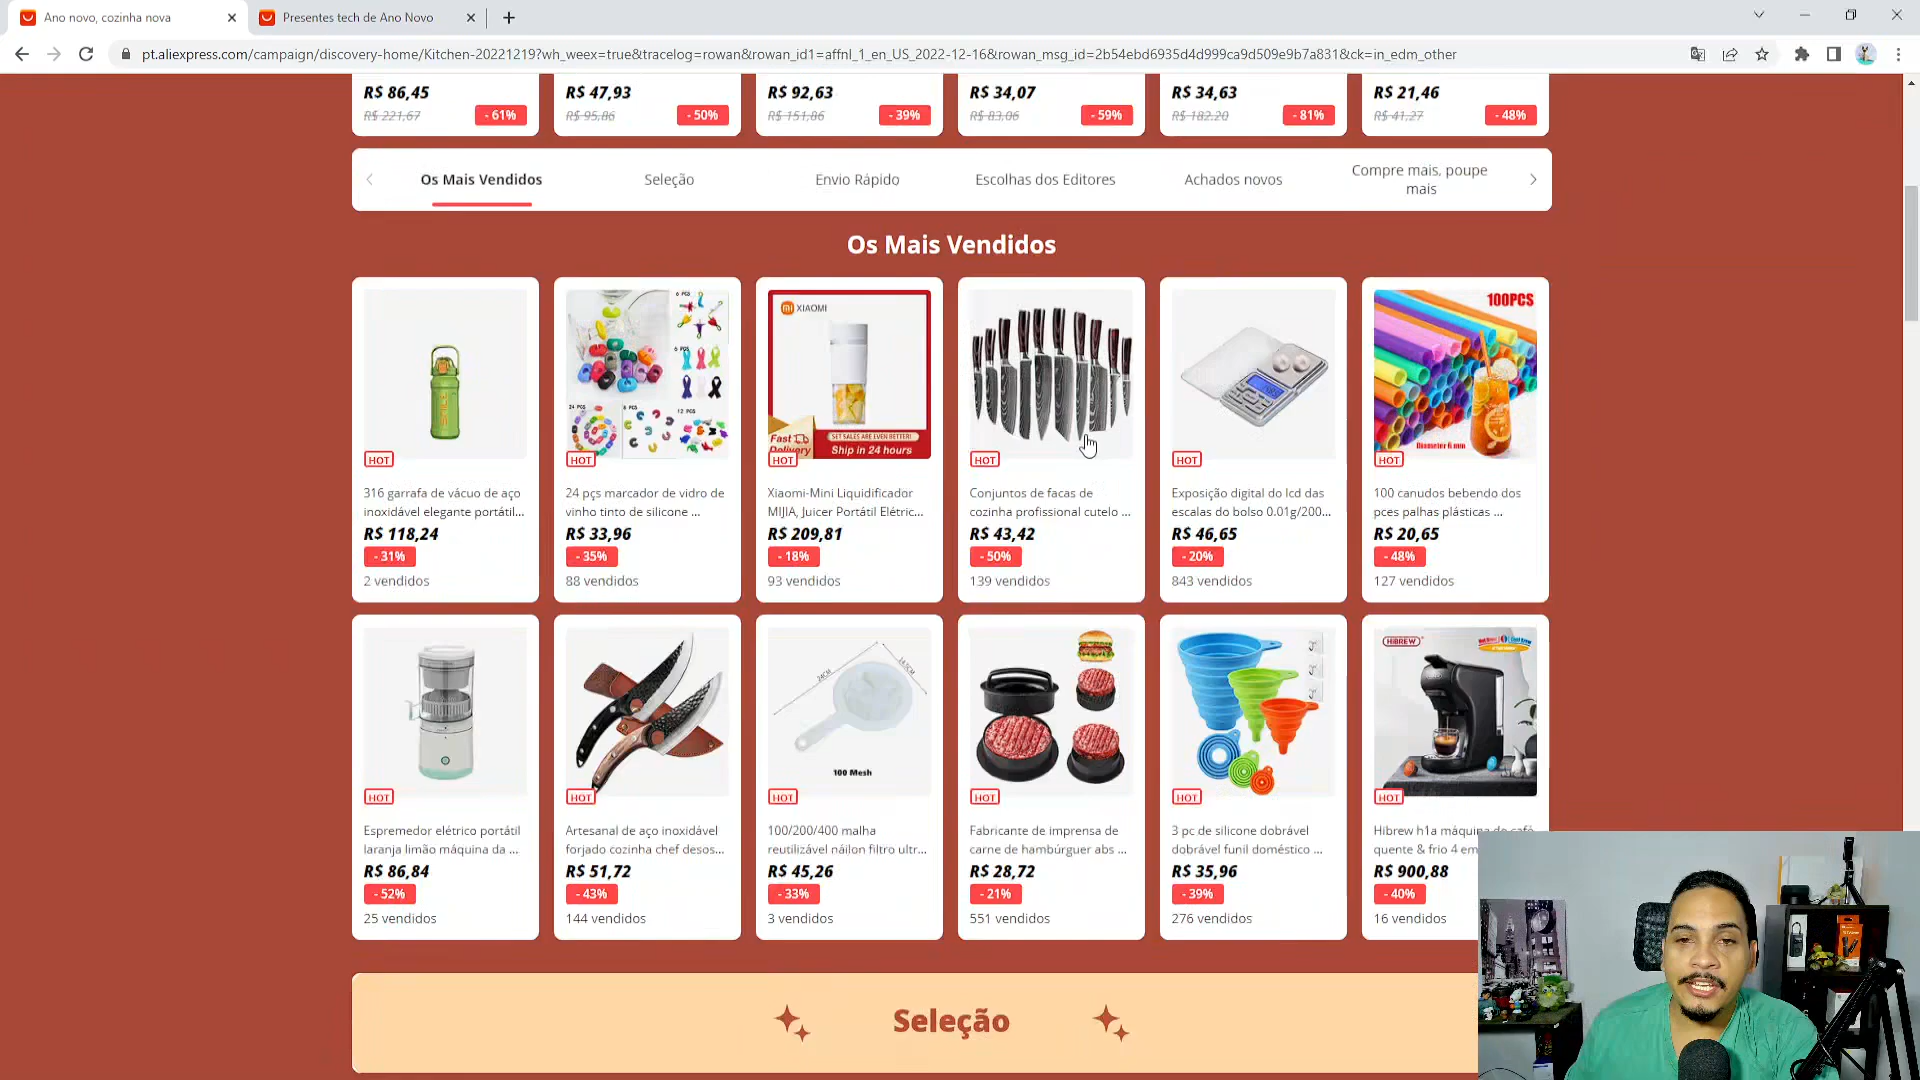 Ano novo, cozinha nova
Presentes tech de Ano Novo
pt.aliexpress.com/campaign/discovery-home/Kitchen-20221219?wh_weex=true&tracelog=rowan&rowan_id1=affnl_1_en_US_2022-12-16&rowan_msg_id=2b54ebd6935d4d999ca9d509e9b7a831&ck=in_edm_other
R$ 86,45
R$ 221,67
- 61%
R$ 47,93
R$ 95,86
- 50%
R$ 92,63
R$ 151,86
- 39%
R$ 34,07
R$ 83,06
- 59%
R$ 34,63
R$ 182.20
- 81%
R$ 21,46
R$ 41,27
- 48%
Os Mais Vendidos
Seleção
Envio Rápido
Escolhas dos Editores
Achados novos
Compre mais, poupe
mais
Os Mais Vendidos
HOT
316 garrafa de vácuo de aço
inoxidável elegante portátil...
R$ 118,24
- 31%
2 vendidos
6 PCS
6 PCS
24 PCS
8 PCS
12 PCS
HOT
24 pçs marcador de vidro de
vinho tinto de silicone ...
R$ 33,96
- 35%
88 vendidos
XIAOMI
Fast
Delivery
SET SALES ARE EVEN BETTER!
Ship in 24 hours
HOT
Xiaomi-Mini Liquidificador
MIJIA, Juicer Portátil Elétric...
R$ 209,81
- 18%
93 vendidos
HOT
Conjuntos de facas de
cozinha profissional cutelo ...
R$ 43,42
- 50%
139 vendidos
HOT
Exposição digital do lcd das
escalas do bolso 0.01g/200...
R$ 46,65
- 20%
843 vendidos
100PCS
Diameter 6 mm
HOT
100 canudos bebendo dos
pces palhas plásticas ...
R$ 20,65
- 48%
127 vendidos
HOT
Espremedor elétrico portátil
laranja limão máquina da ...
R$ 86,84
- 52%
25 vendidos
HOT
Artesanal de aço inoxidável
forjado cozinha chef desos...
R$ 51,72
- 43%
144 vendidos
24CM
14.5CM
100 Mesh
HOT
100/200/400 malha
reutilizável náilon filtro ultr...
R$ 45,26
- 33%
3 vendidos
HOT
Fabricante de imprensa de
carne de hambúrguer abs ...
R$ 28,72
- 21%
551 vendidos
HOT
3 pc de silicone dobrável
dobrável funil doméstico ...
R$ 35,96
- 39%
276 vendidos
HiBREW
HOT
Hibrew h1a máquina de café
quente & frio 4 em
R$ 900,88
- 40%
16 vendidos
Seleção